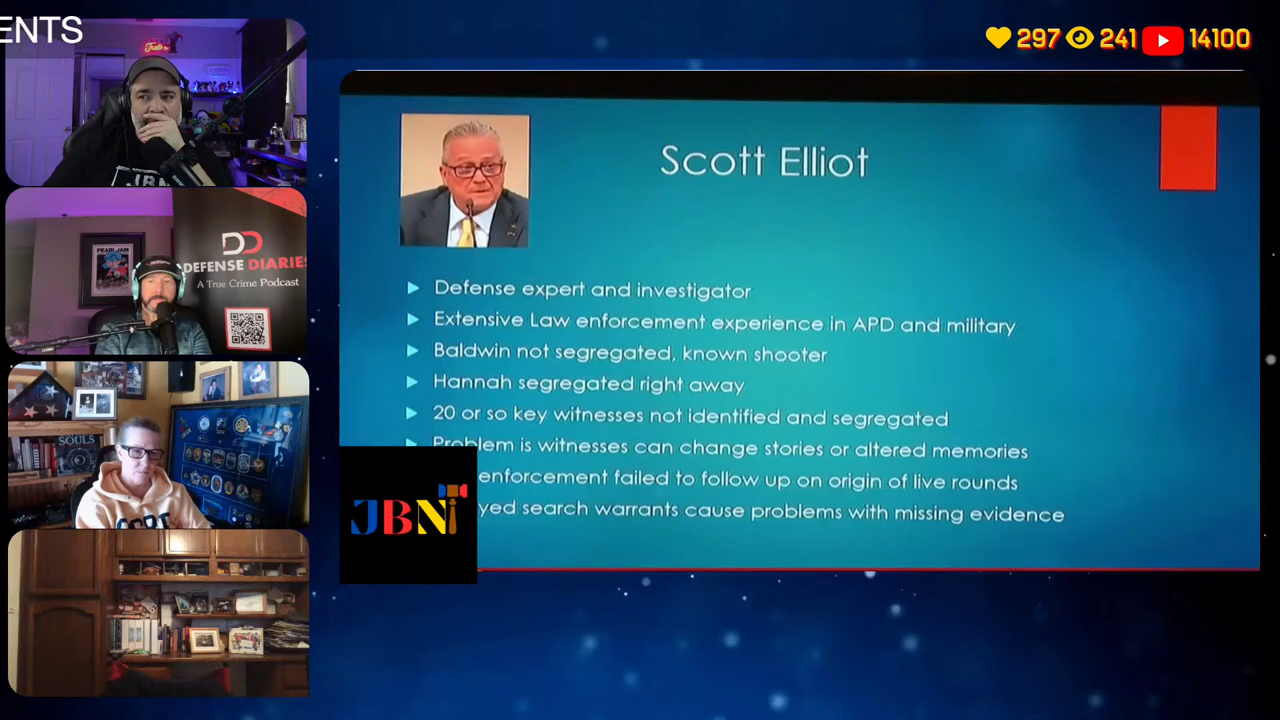 ENTS
297 241 14100
Scott Elliot
Defense expert and investigator
Extensive Law enforcement experience in APD and military
Baldwin not segregated, known shooter
Hannah segregated right away
20 or so key witnesses not identified and segregated
Problem is witnesses can change stories or altered memories
enforcement failed to follow up on origin of live rounds
yed search warrants cause problems with missing evidence
JBN
JBN
PEARL JAM
DD
DEFENSE DIARIES
A True Crime Podcast
SOULS